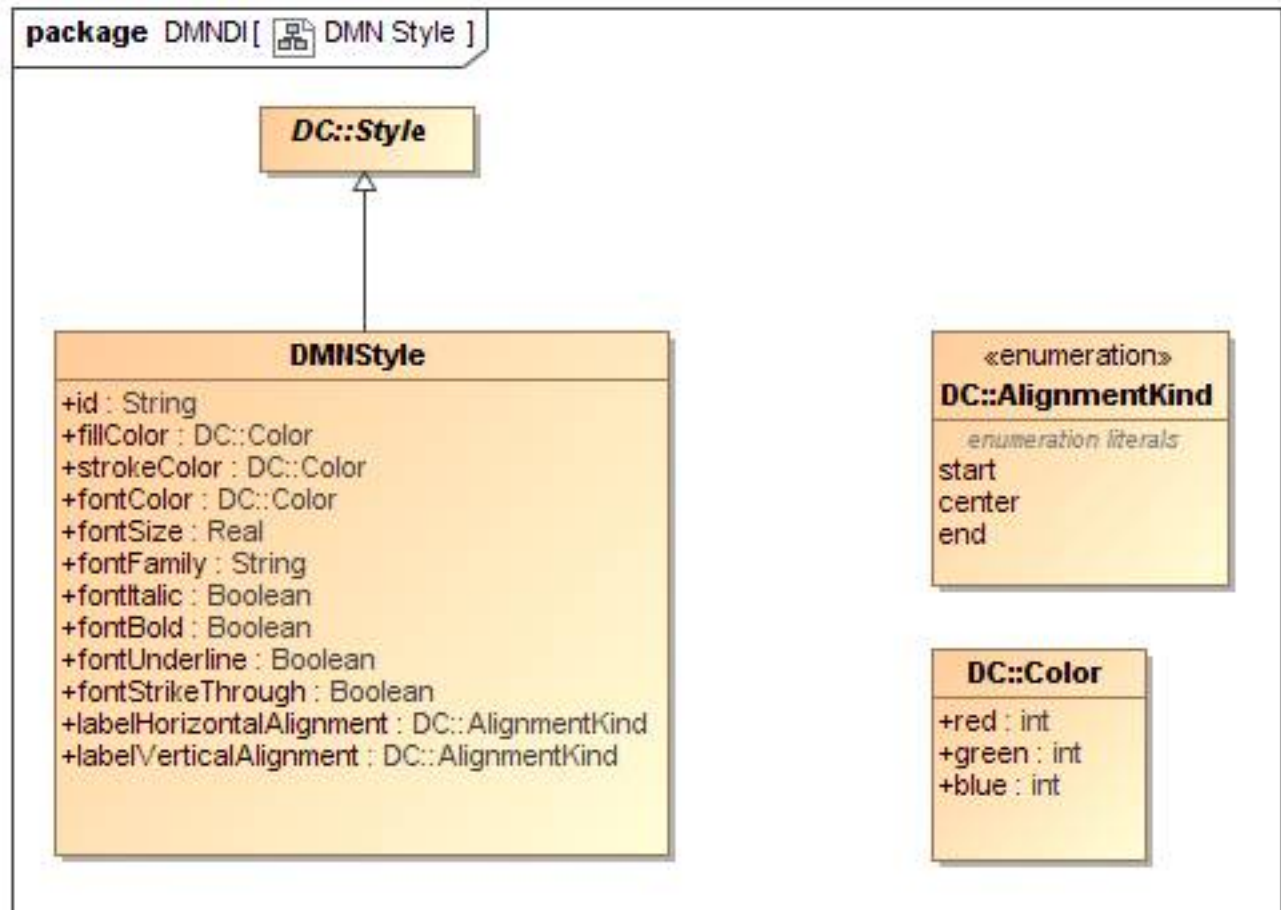 package DMNDI [ DMN Style ]
DC::Style
DMNStyle
+id : String
+fillColor : DC::Color
+strokeColor : DC::Color
+fontColor : DC::Color
+fontSize : Real
+fontFamily : String
+fontItalic : Boolean
+fontBold : Boolean
+fontUnderline : Boolean
+fontStrikeThrough : Boolean
+labelHorizontalAlignment : DC::AlignmentKind
+labelVerticalAlignment : DC::AlignmentKind
«enumeration»
DC::AlignmentKind
enumeration literals
start
center
end
DC::Color
+red : int
+green : int
+blue : int